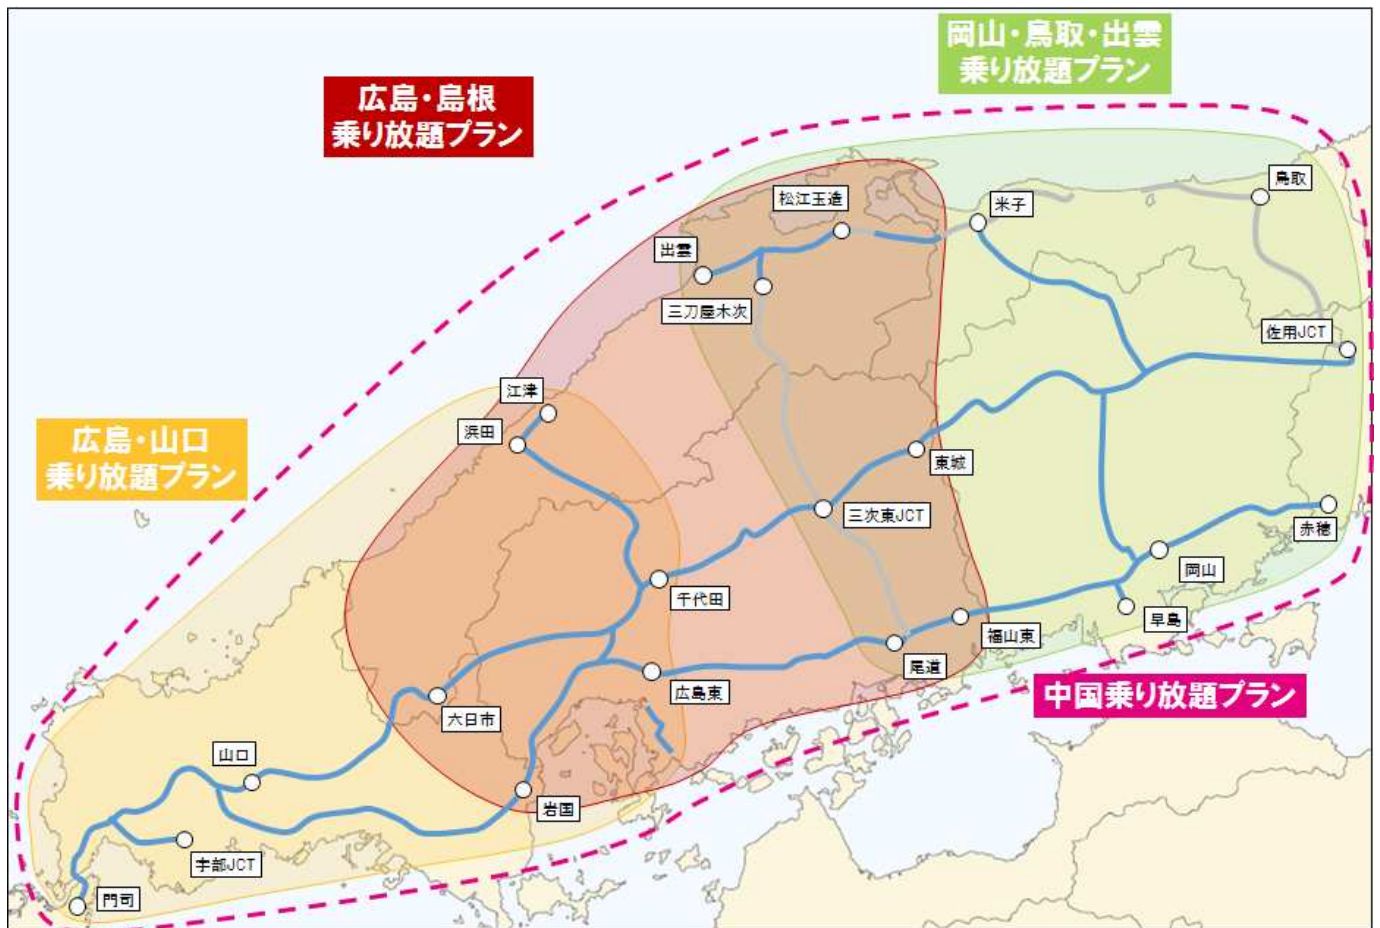 岡山・鳥取・出雲
乗り放題プラン
広島・島根
乗り放題プラン
鳥取
松江玉造
米子
出雲
三刀屋木次
佐用JCT
江津
浜田
広島・山口
乗り放題プラン
東城
三次東JCT
赤穂
岡山
千代田
早島
福山東
尾道
広島東
中国乗り放題プラン
六日市
山口
岩国
宇部JCT
門司